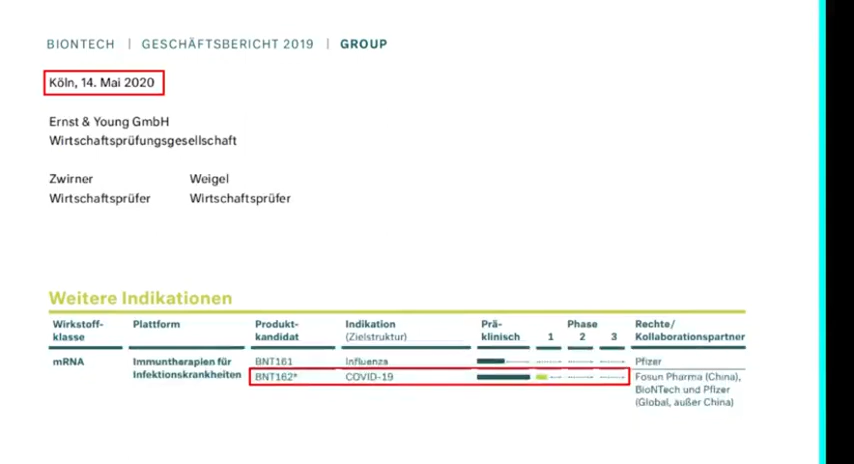 BIONTECH | GESCHÄFTSBERICHT 2019 | GROUP
Köln, 14. Mai 2020
Ernst & Young GmbH
Wirtschaftsprüfungsgesellschaft
Zwirner Weigel
Wirtschaftsprüfer Wirtschaftsprüfer
Weitere Indikationen
Wirkstoff- Plattform Produkt- Indikation Prä- Phase Rechte/
klasse kandidat (Zielstruktur) klinisch 1 2 3 Kollaborationspartner
mRNA Immuntherapien für BNT161 Influenza Pfizer
Infektionskrankheiten BNT162* COVID-19 Fosun Pharma (China),
BioNTech und Pfizer
(Global, außer China)